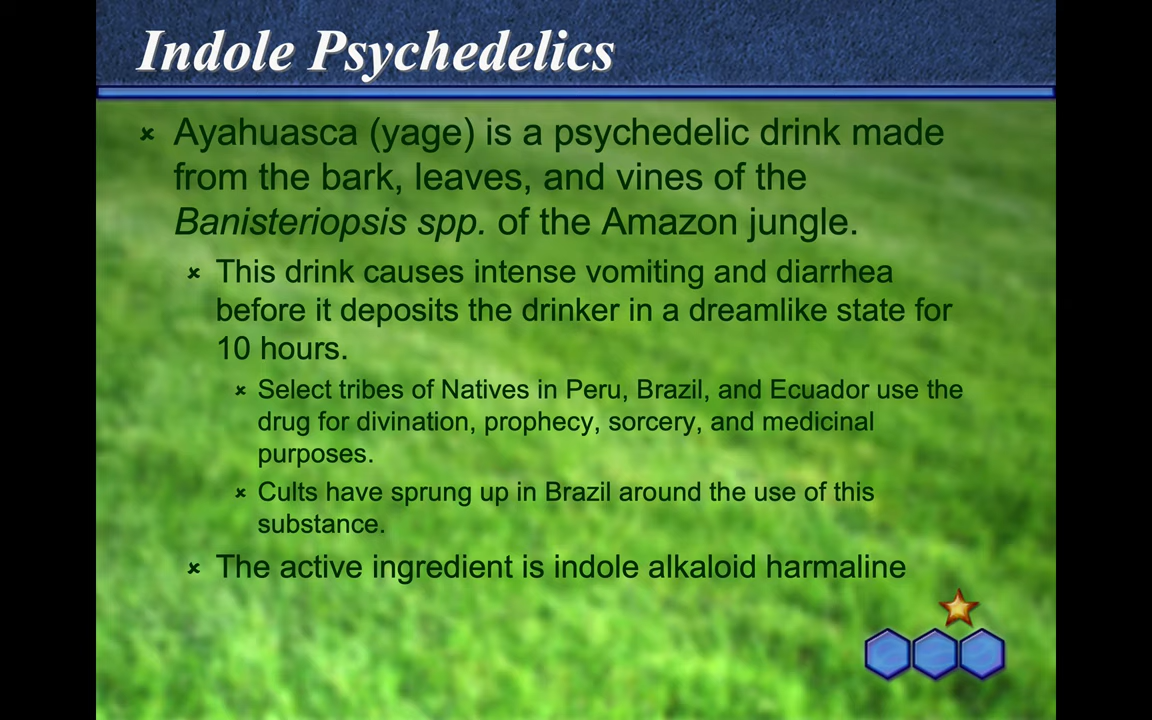 Indole Psychedelics
Ayahuasca (yage) is a psychedelic drink made
from the bark, leaves, and vines of the
Banisteriopsis spp. of the Amazon jungle.
This drink causes intense vomiting and diarrhea
before it deposits the drinker in a dreamlike state for
10 hours.
Select tribes of Natives in Peru, Brazil, and Ecuador use the
drug for divination, prophecy, sorcery, and medicinal
purposes.
Cults have sprung up in Brazil around the use of this
substance.
The active ingredient is indole alkaloid harmaline